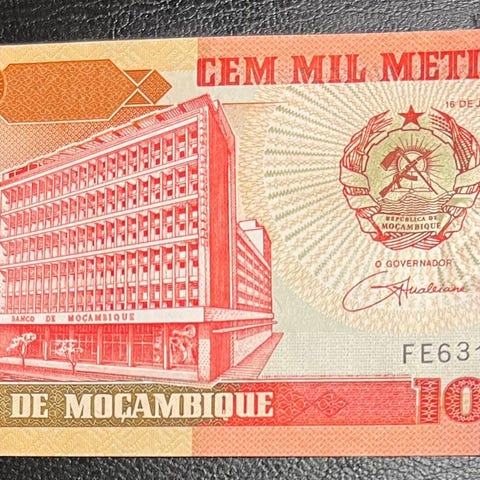 CEM MIL METI
16 DE J
REPÚBLICA DE
MOÇAMBIQUE
O GOVERNADOR
BANCO DE MOÇAMBIQUE
FE631
DE MOÇAMBIQUE
10